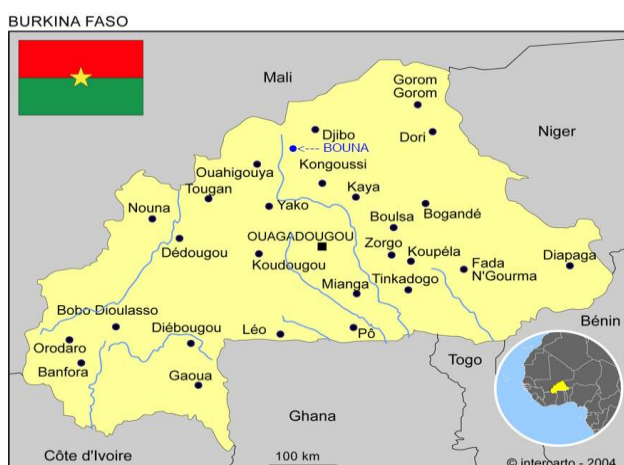 BURKINA FASO
Mali
Gorom
Gorom
Niger
Djibo
Dori
<--- BOUNA
Ouahigouya
Kongoussi
Tougan
Kaya
Nouna
Yako
Bogandé
Boulsa
OUAGADOUGOU
Zorgo
Dédougou
Koupéla
Koudougou
Fada
N'Gourma
Diapaga
Mianga
Tinkadogo
Bobo Dioulasso
Diébougou
Léo
Pô
Bénin
Orodaro
Banfora
Togo
Gaoua
Ghana
Côte d'Ivoire
100 km
© intercarto - 2004